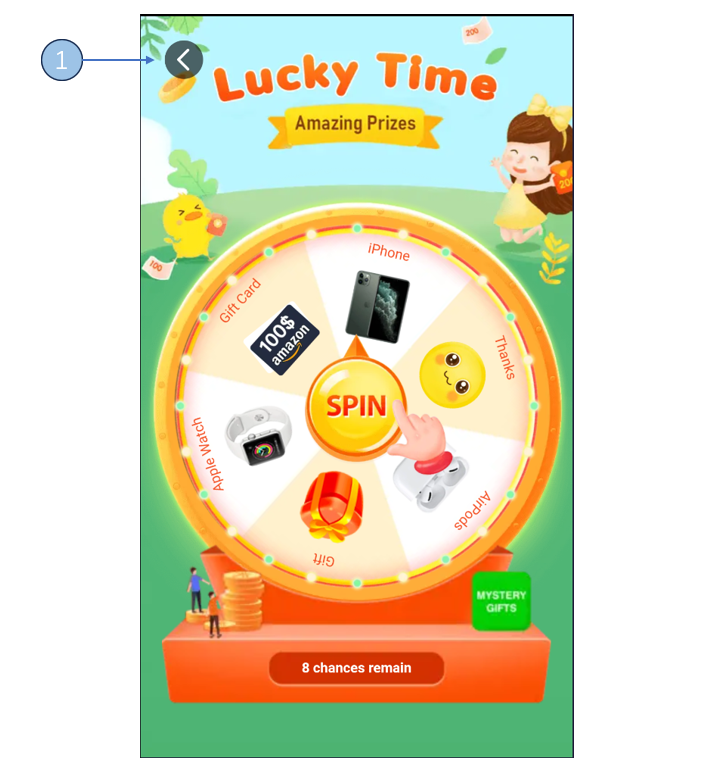 1
200
Lucky Time
Amazing Prizes
200
100
iPhone
Gift Card
100$
amazon
Thanks
SPIN
Apple Watch
AirPods
Gift
MYSTERY
GIFTS
8 chances remain